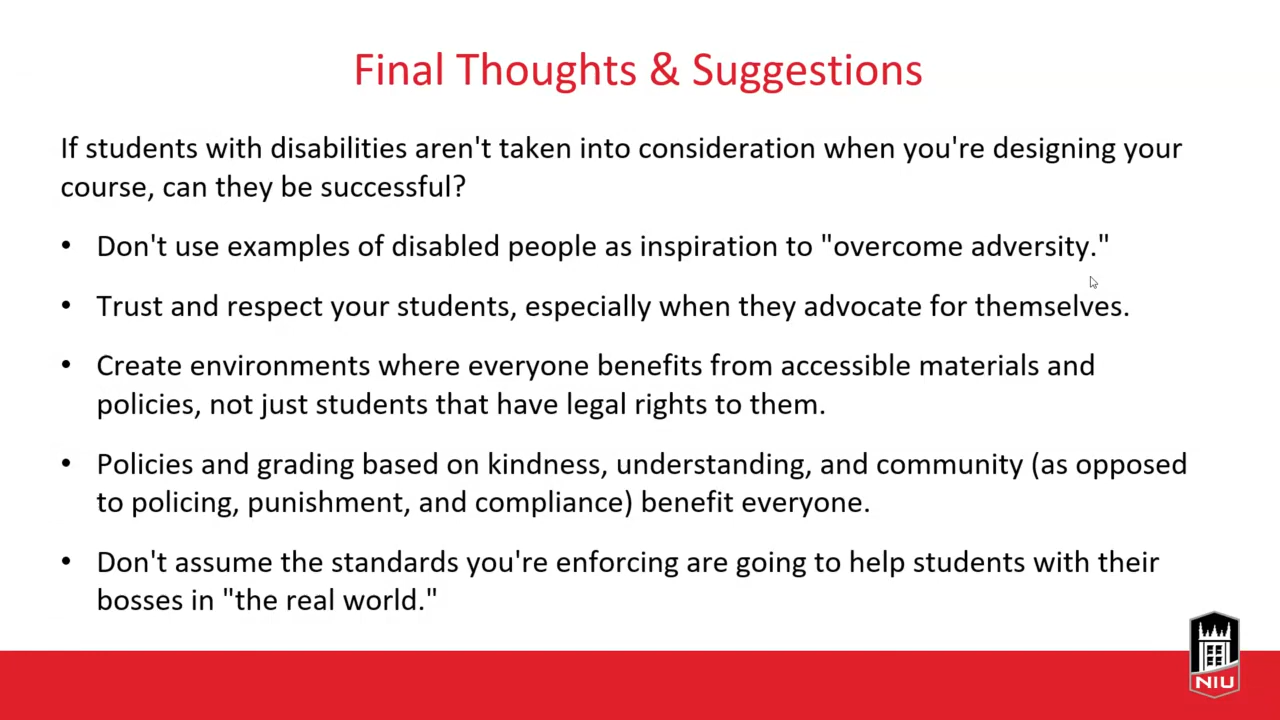 Final Thoughts & Suggestions
If students with disabilities aren't taken into consideration when you're designing your
course, can they be successful?
• Don't use examples of disabled people as inspiration to "overcome adversity."
• Trust and respect your students, especially when they advocate for themselves.
• Create environments where everyone benefits from accessible materials and
policies, not just students that have legal rights to them.
• Policies and grading based on kindness, understanding, and community (as opposed
to policing, punishment, and compliance) benefit everyone.
• Don't assume the standards you're enforcing are going to help students with their
bosses in "the real world."
NIU